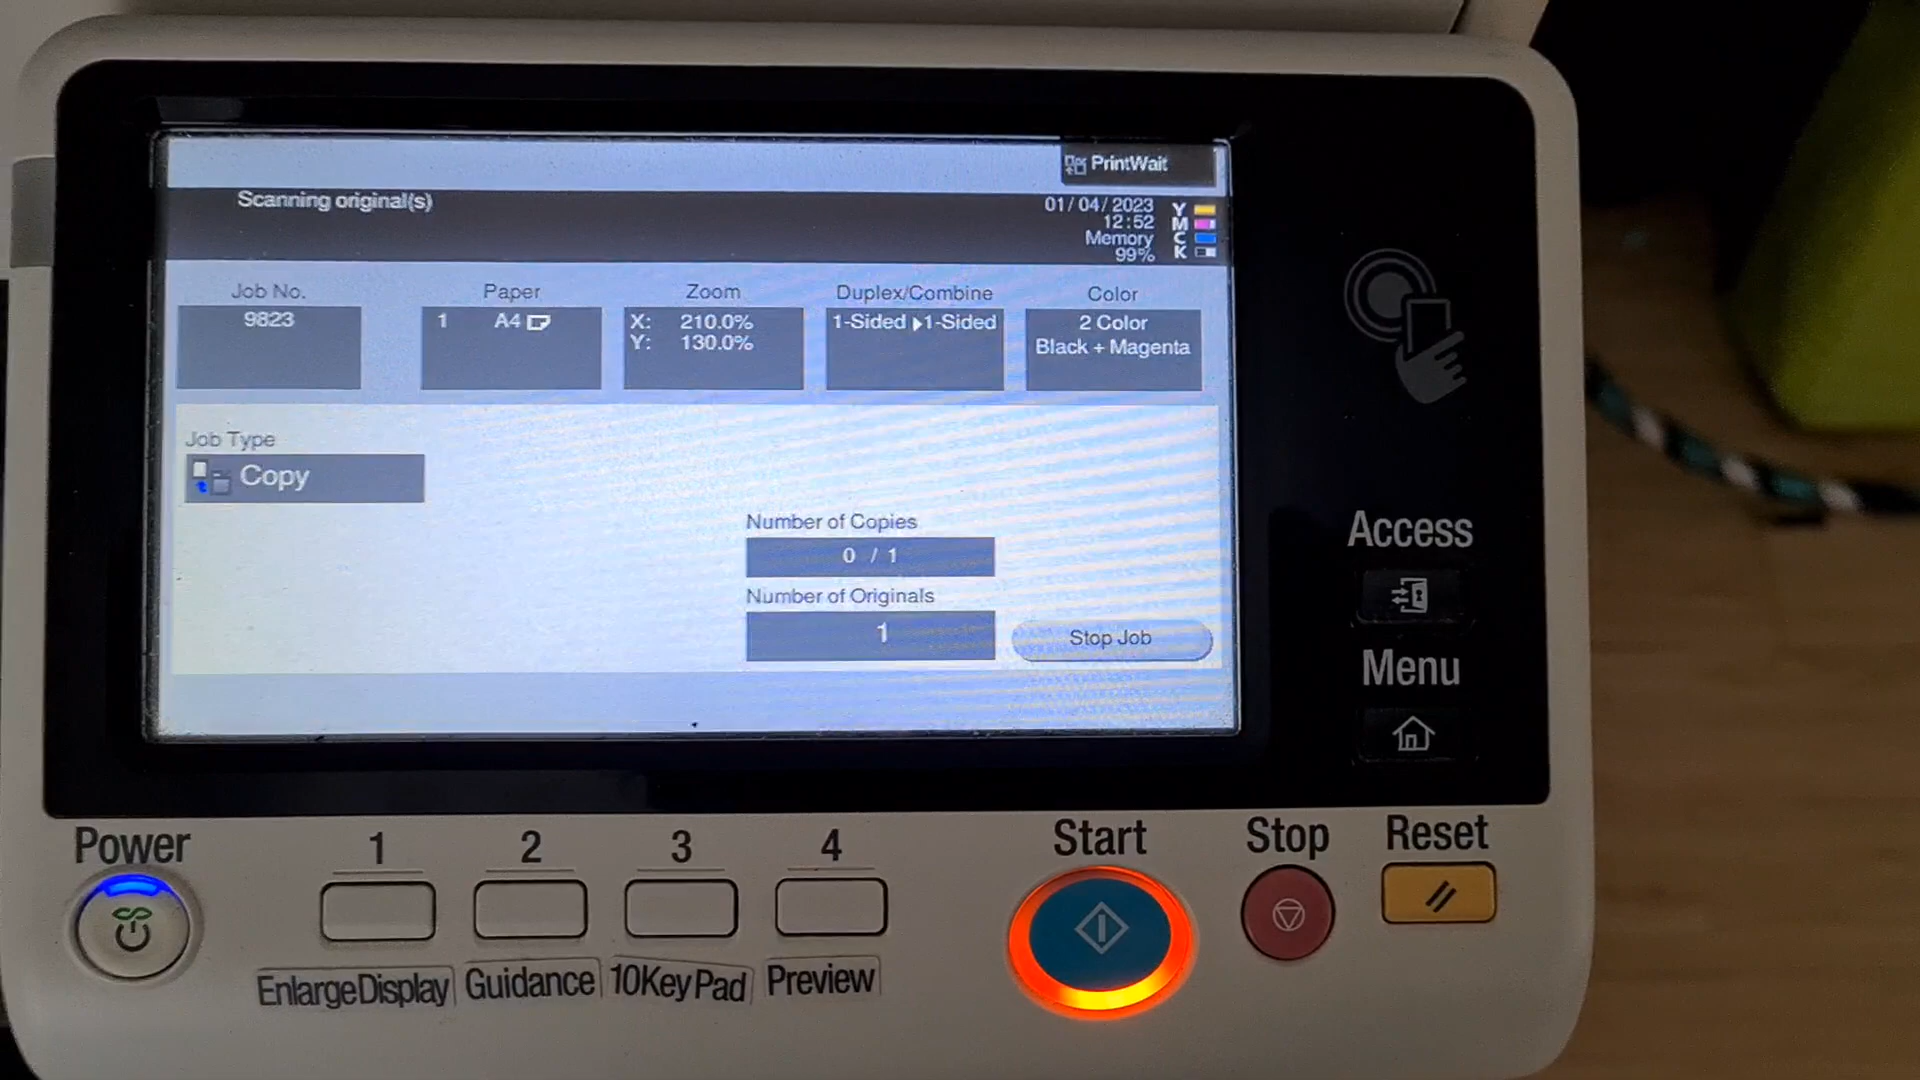 PrintWait
Scanning original(s)
01/04/2023
12:52
Memory
99%
Y
M
C
K
Job No.
9823
Paper
1 A4
Zoom
X: 210.0%
Y: 130.0%
Duplex/Combine
1-Sided ▶1-Sided
Color
2 Color
Black + Magenta
Job Type
Copy
Number of Copies
0 / 1
Number of Originals
1
Stop Job
Access
Menu
Power
1
2
3
4
Start
Stop
Reset
EnlargeDisplay
Guidance
10KeyPad
Preview